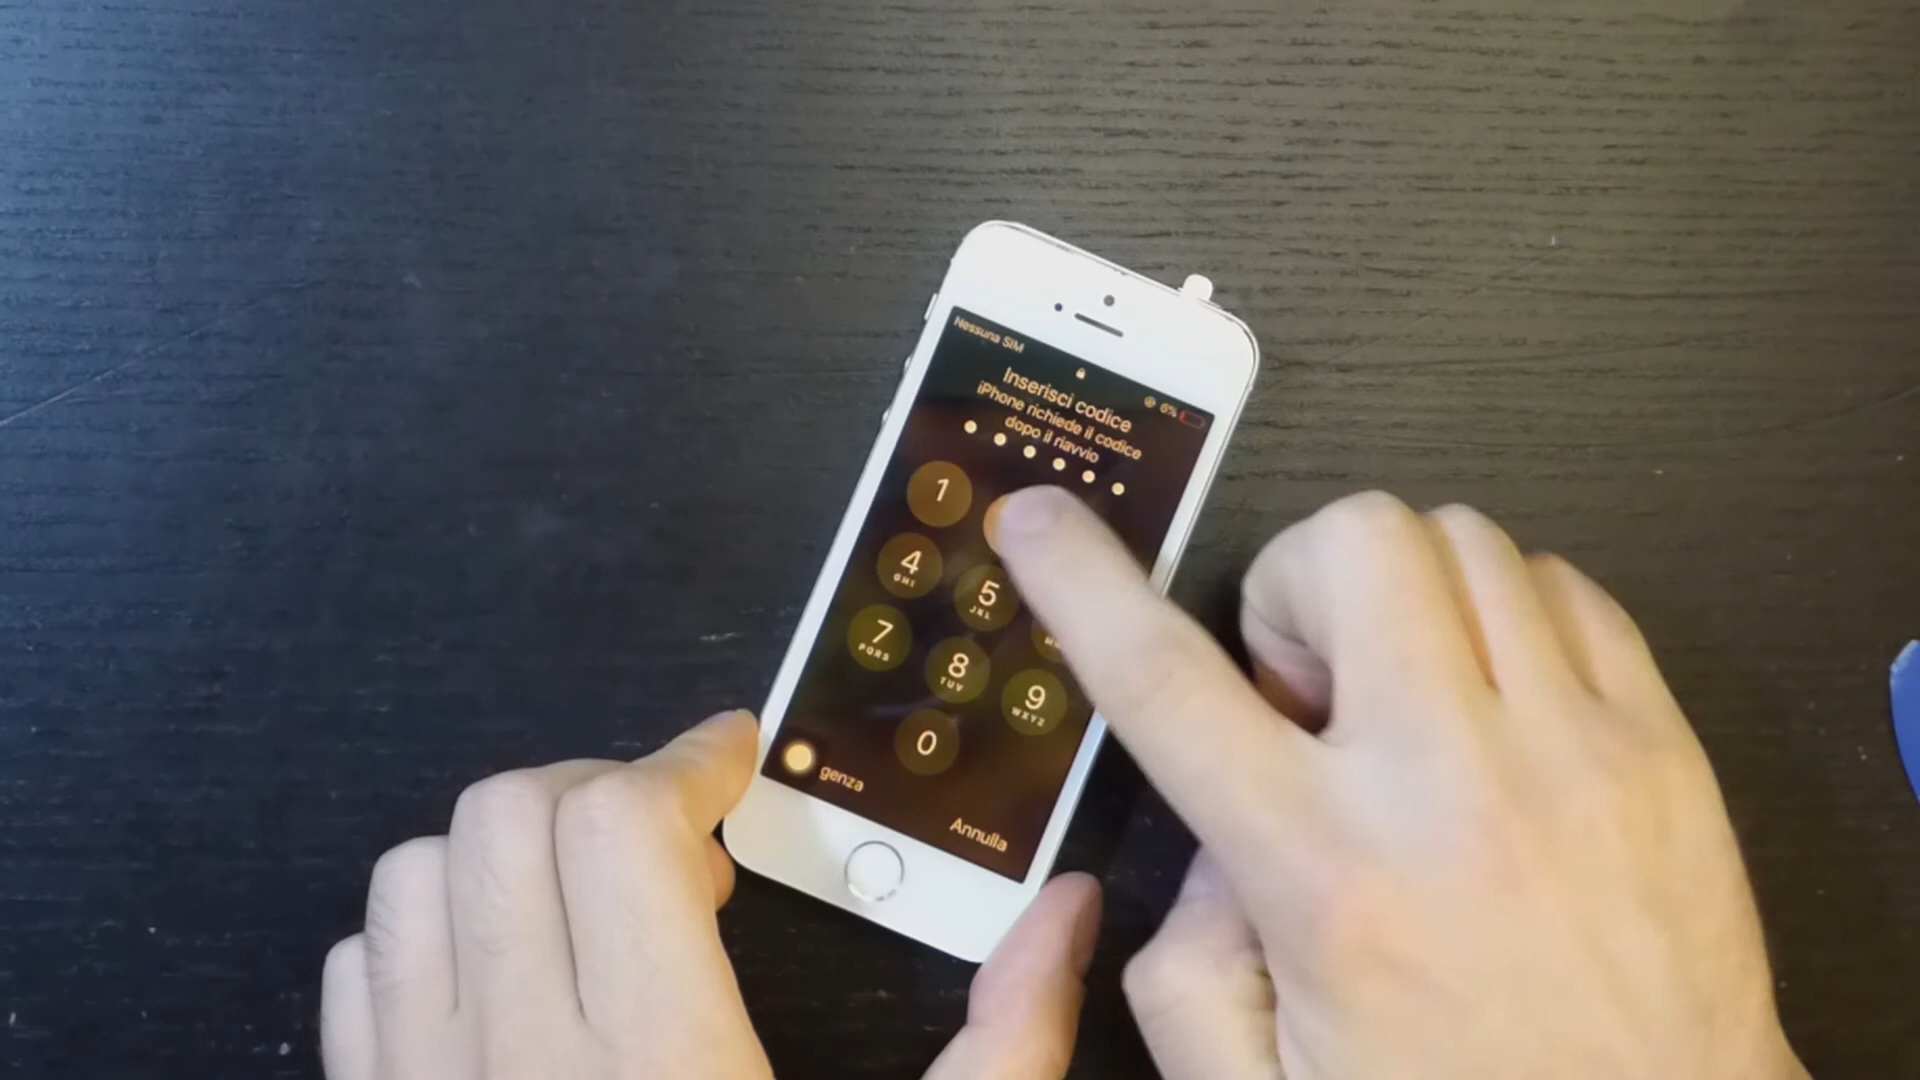 Nessuna SIM
6%
Inserisci codice
iPhone richiede il codice
dopo il riavvio
1
4
GHI
5
JKL
7
PQRS
8
TUV
9
WXYZ
0
genza
Annulla